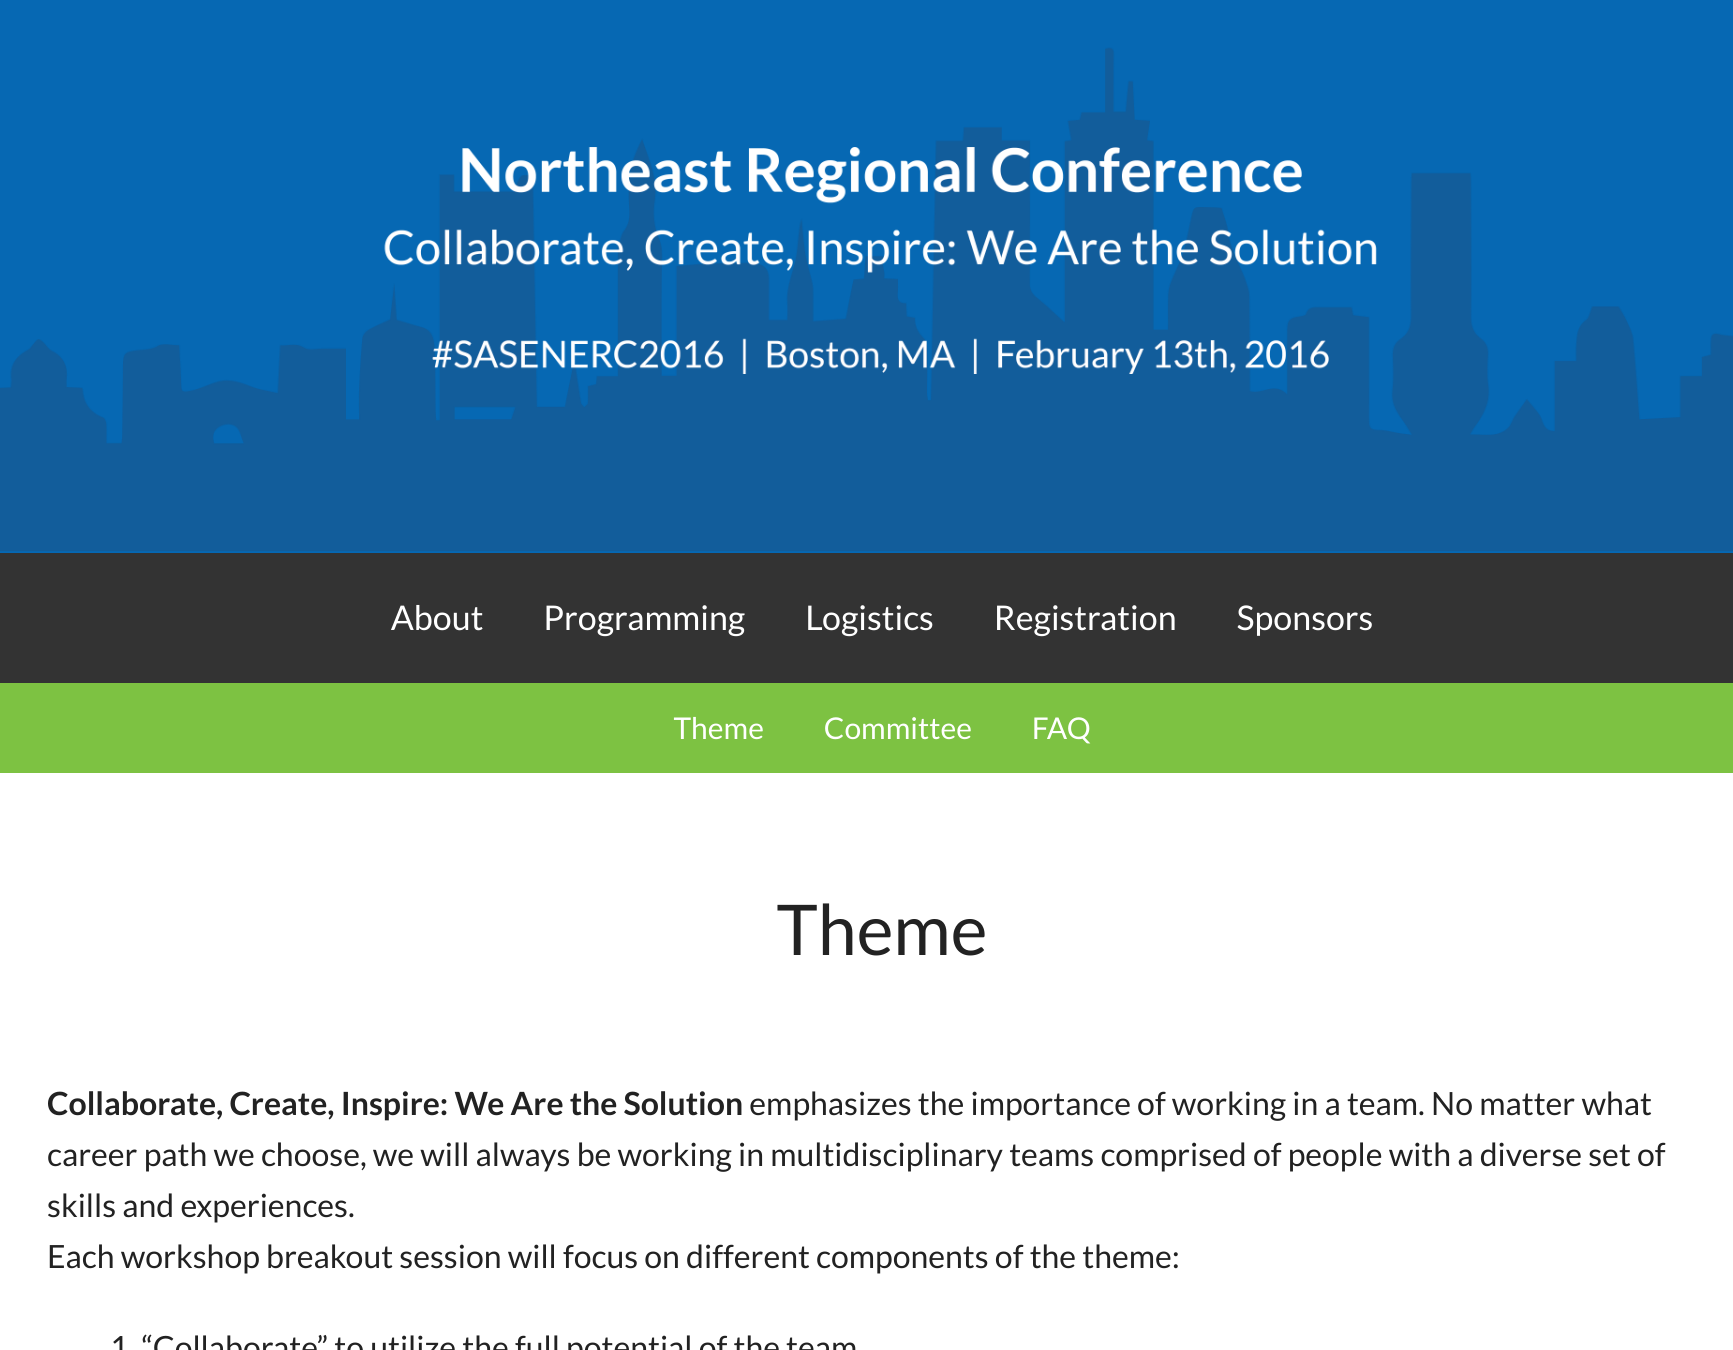 Northeast Regional Conference
Collaborate, Create, Inspire: We Are the Solution
#SASENERC2016 | Boston, MA | February 13th, 2016
About Programming Logistics Registration Sponsors
Theme Committee FAQ
Theme
Collaborate, Create, Inspire: We Are the Solution emphasizes the importance of working in a team. No matter what
career path we choose, we will always be working in multidisciplinary teams comprised of people with a diverse set of
skills and experiences.
Each workshop breakout session will focus on different components of the theme:
1. “Collaborate” to utilize the full potential of the team